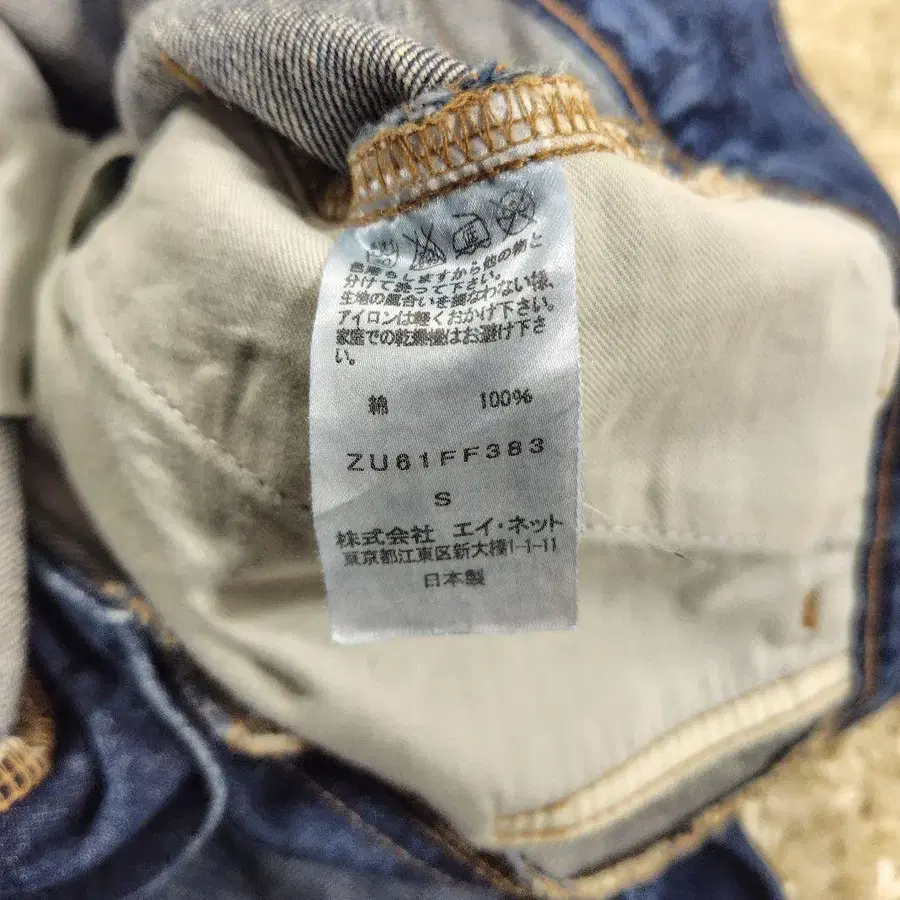 色落ちしますから他の物と
分けて洗って下さい。
生地の風合いを損なわない様、
アイロンは軽くおかけ下さい。
家庭での乾燥機はお避け下さ
い。
綿 100%
ZU61FF383
S
株式会社 エイ・ネット
東京都江東区新大橋1-1-11
日本製